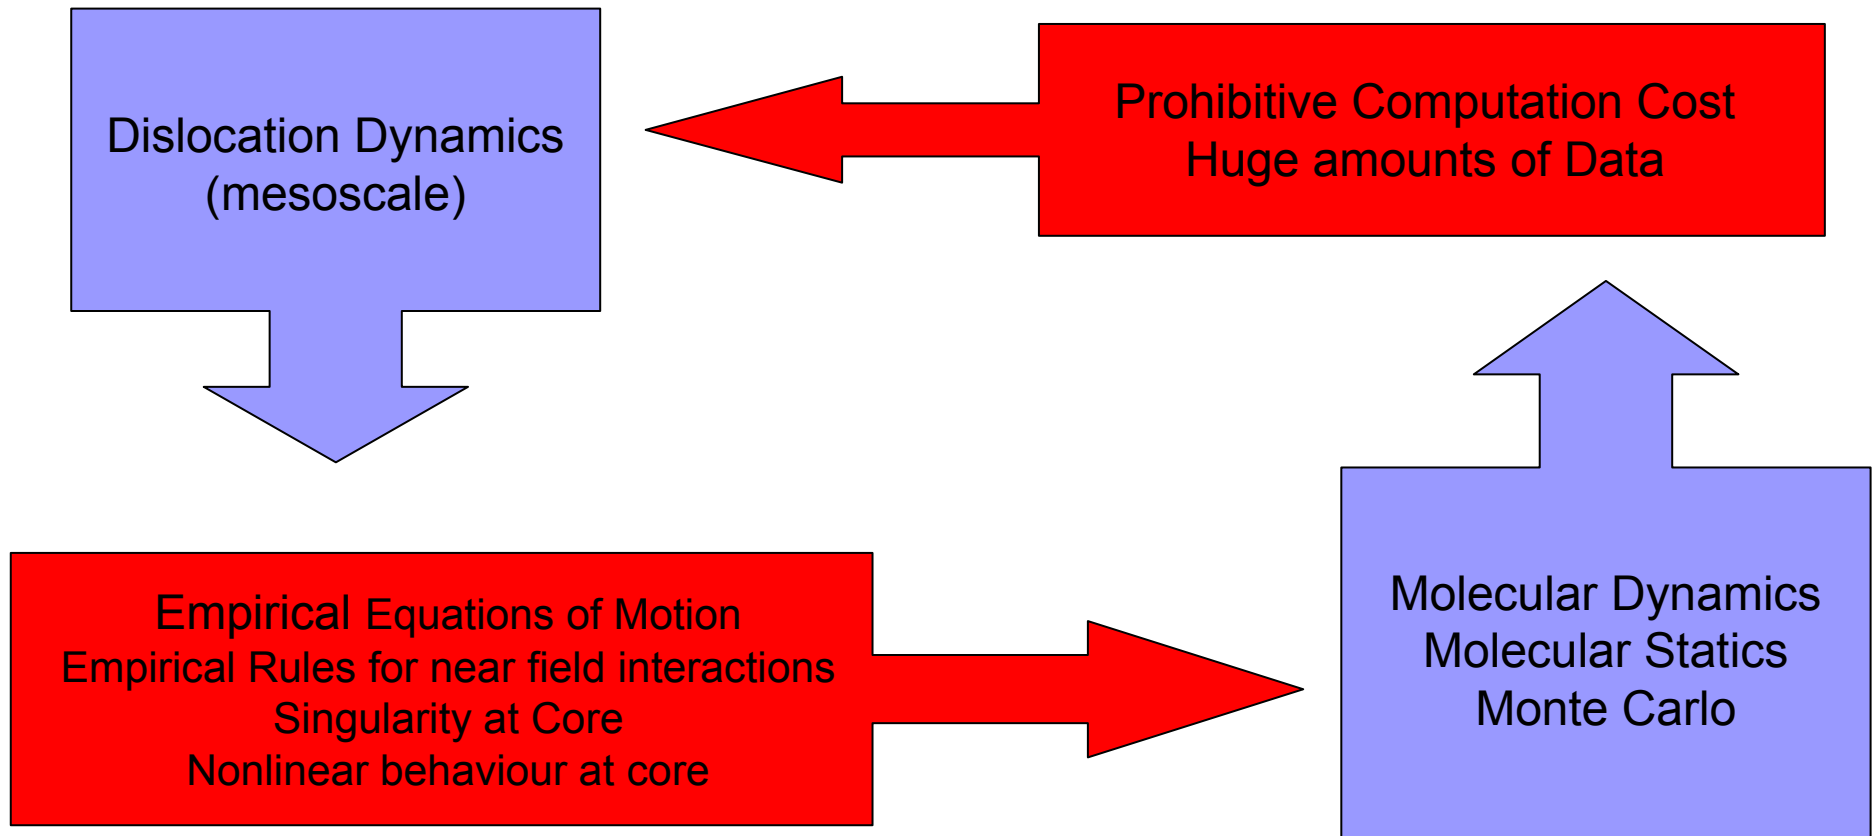 Dislocation Dynamics
(mesoscale)
Prohibitive Computation Cost
Huge amounts of Data
Empirical Equations of Motion
Empirical Rules for near field interactions
Singularity at Core
Nonlinear behaviour at core
Molecular Dynamics
Molecular Statics
Monte Carlo